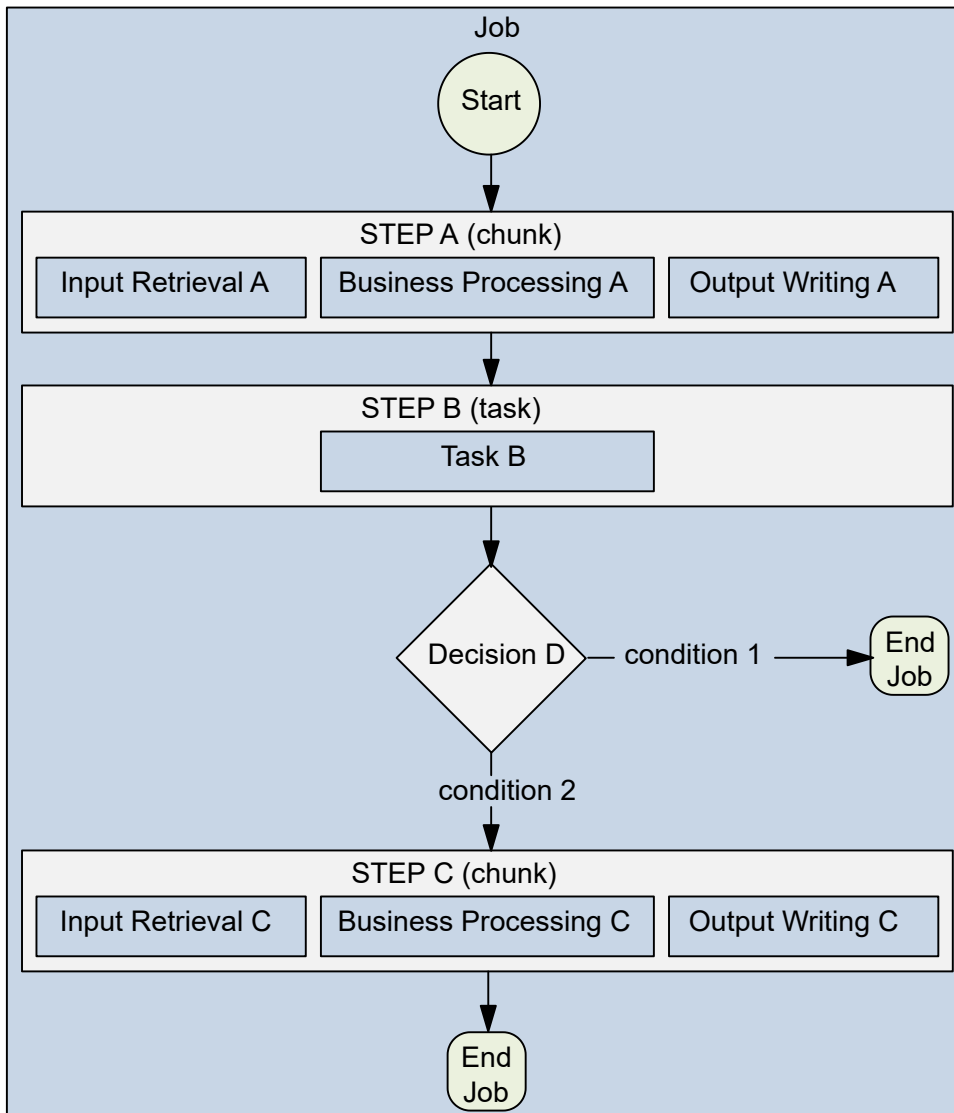 Job
Start
STEP A (chunk)
Input Retrieval A
Business Processing A
Output Writing A
STEP B (task)
Task B
Decision D
condition 1
End
Job
condition 2
STEP C (chunk)
Input Retrieval C
Business Processing C
Output Writing C
End
Job